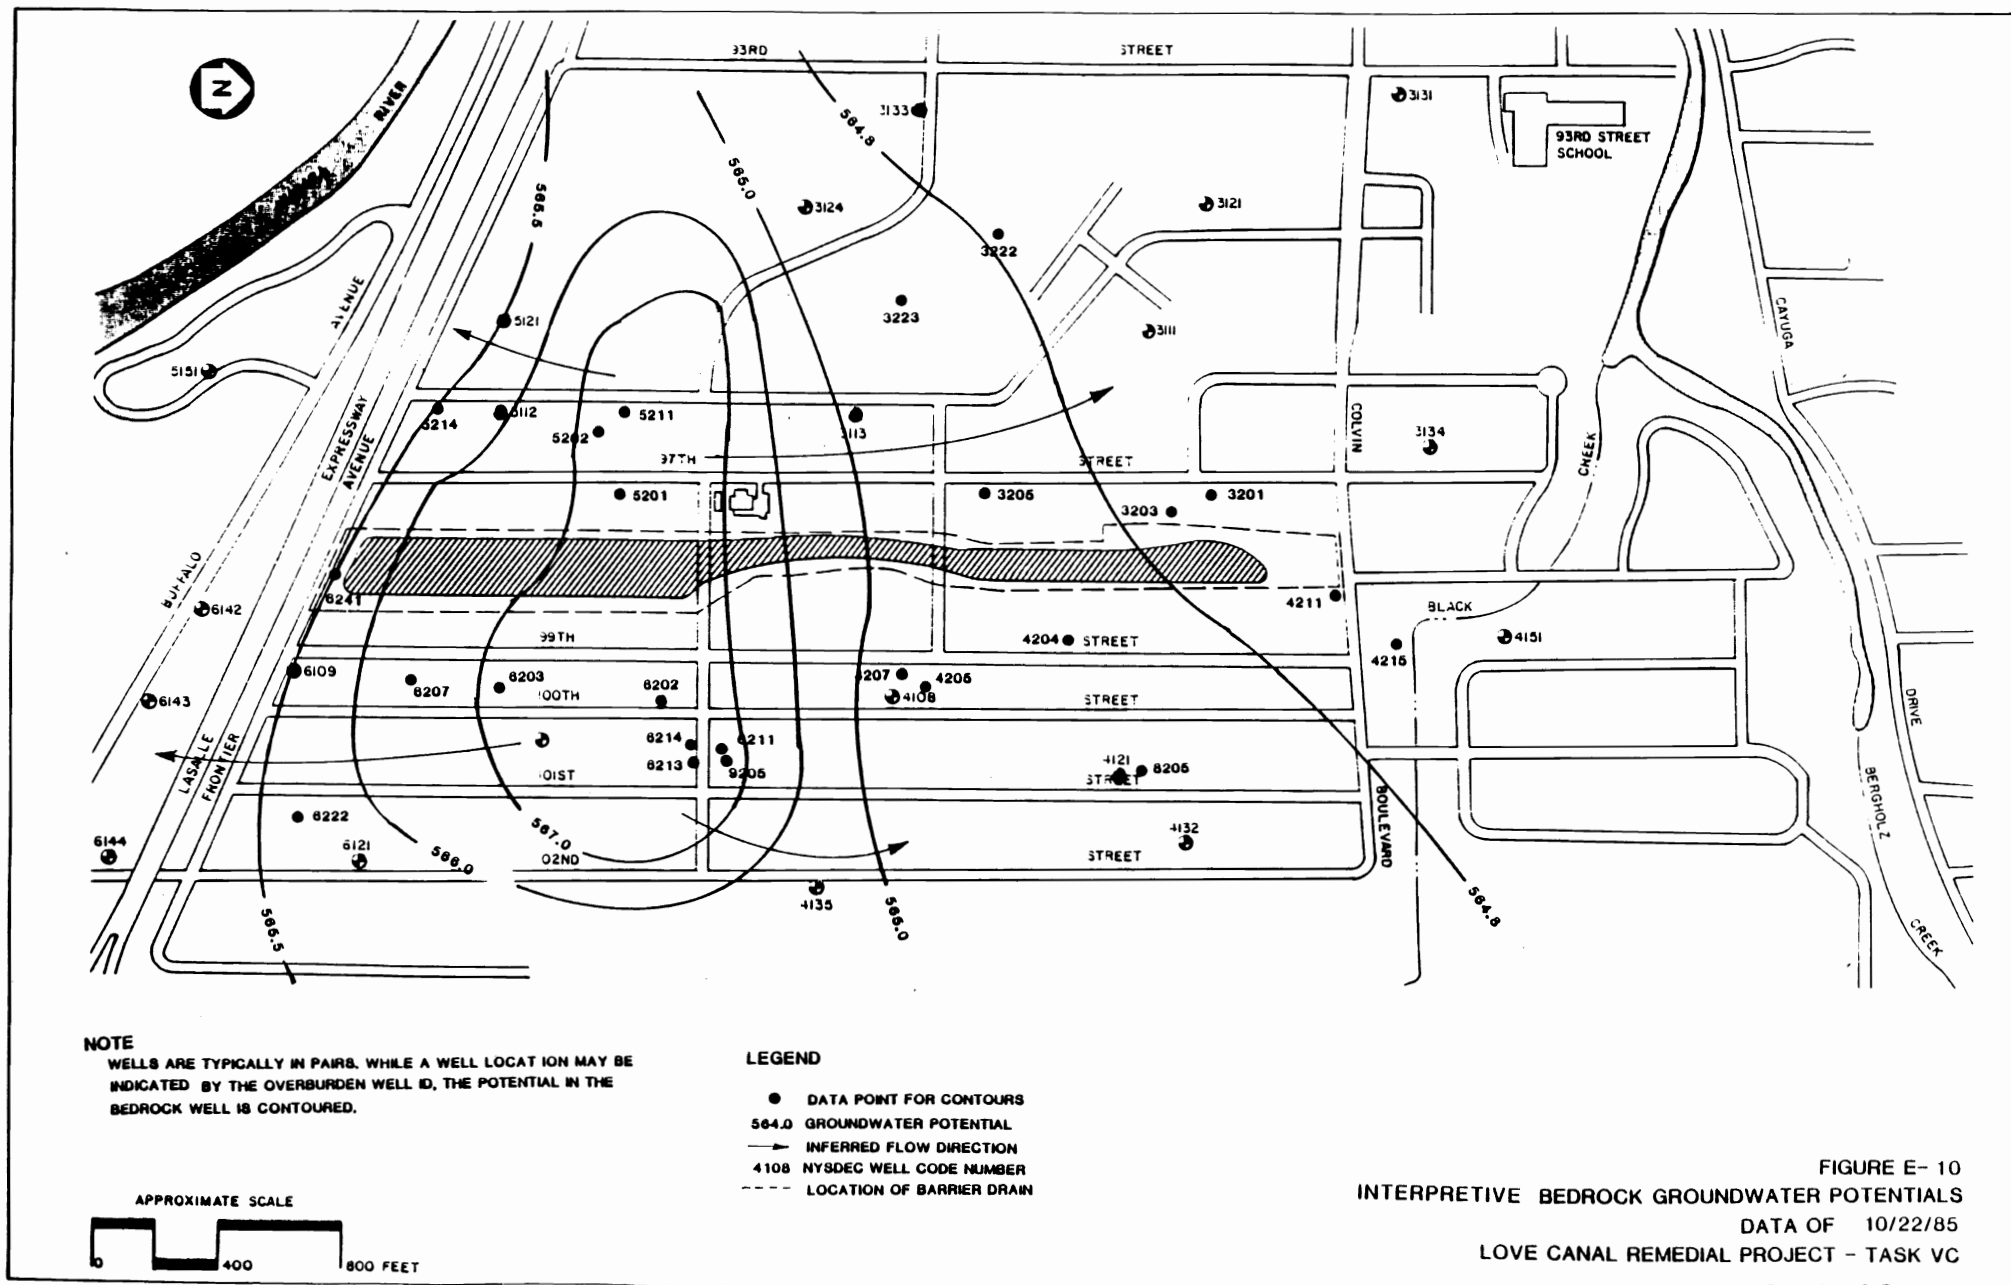 N
RIVER
93RD STREET
3133
3131
564.8
93RD STREET
SCHOOL
565.0
565.5
3124
3121
3222
3223
3111
AVENUE
CAYUGA
5121
5151
5112
5211
5214
5202
3113
COLVIN
3134
EXPRESSWAY
AVENUE
97TH STREET
CREEK
5201
3205
3201
3203
BUFFALO
6142
6241
4211
BLACK
99TH STREET
4204
4151
4215
6109
6207
6203
6202
4207
4205
4108
6143
100TH STREET
DRIVE
LASALLE
FRONTIER
6214
6211
6213
9205
101ST STREET
4121
8205
BERGHOLZ
BOULEVARD
6222
567.0
4132
6144
6121
566.0
102ND STREET
4135
565.5
565.0
564.8
CREEK
NOTE
WELLS ARE TYPICALLY IN PAIRS. WHILE A WELL LOCAT ION MAY BE
INDICATED BY THE OVERBURDEN WELL ID, THE POTENTIAL IN THE
BEDROCK WELL IS CONTOURED.
LEGEND
DATA POINT FOR CONTOURS
564.0 GROUNDWATER POTENTIAL
INFERRED FLOW DIRECTION
4108 NYSDEC WELL CODE NUMBER
LOCATION OF BARRIER DRAIN
APPROXIMATE SCALE
0 400 800 FEET
FIGURE E- 10
INTERPRETIVE BEDROCK GROUNDWATER POTENTIALS
DATA OF 10/22/85
LOVE CANAL REMEDIAL PROJECT - TASK VC